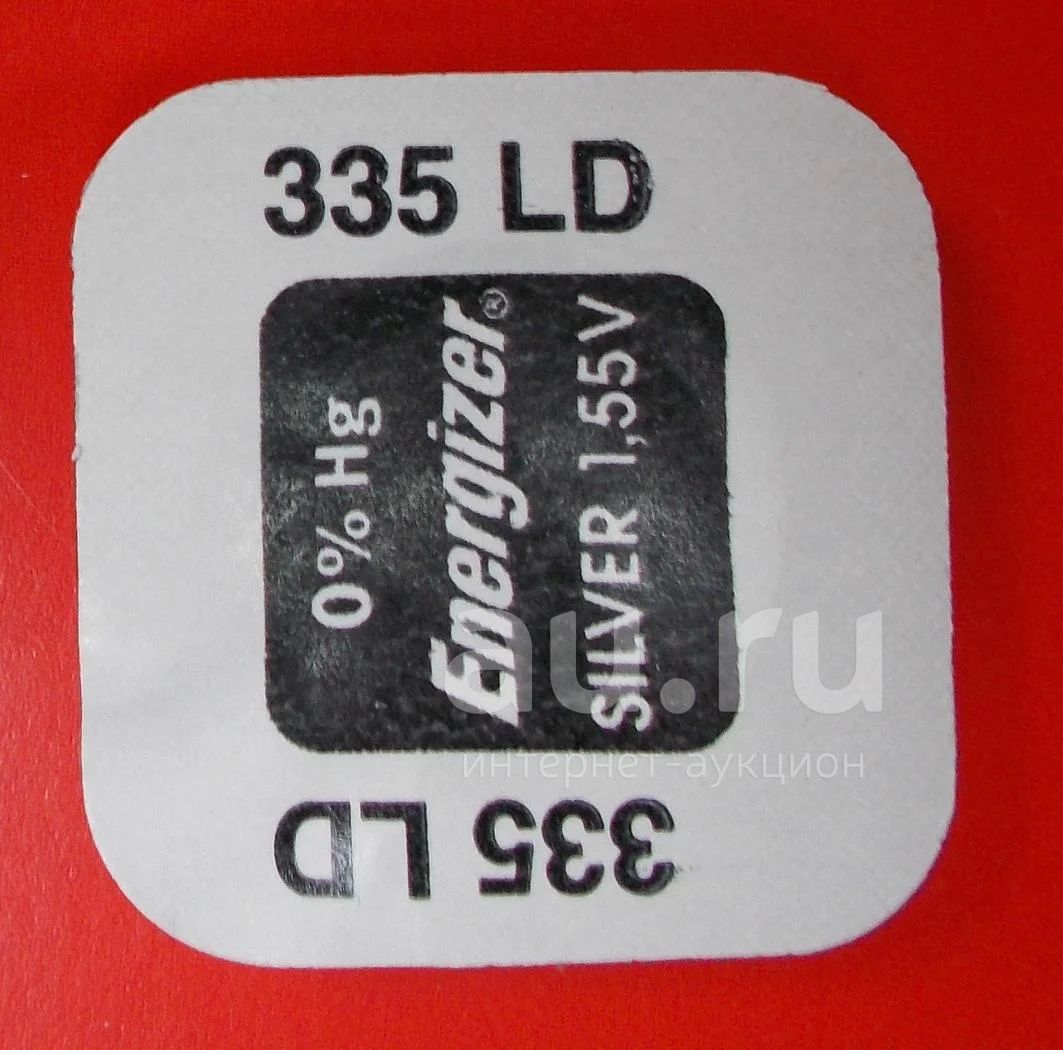 335 LD
0% Hg
Energizer®
SILVER 1,55V
335 LD
au.ru
интернет-аукцион